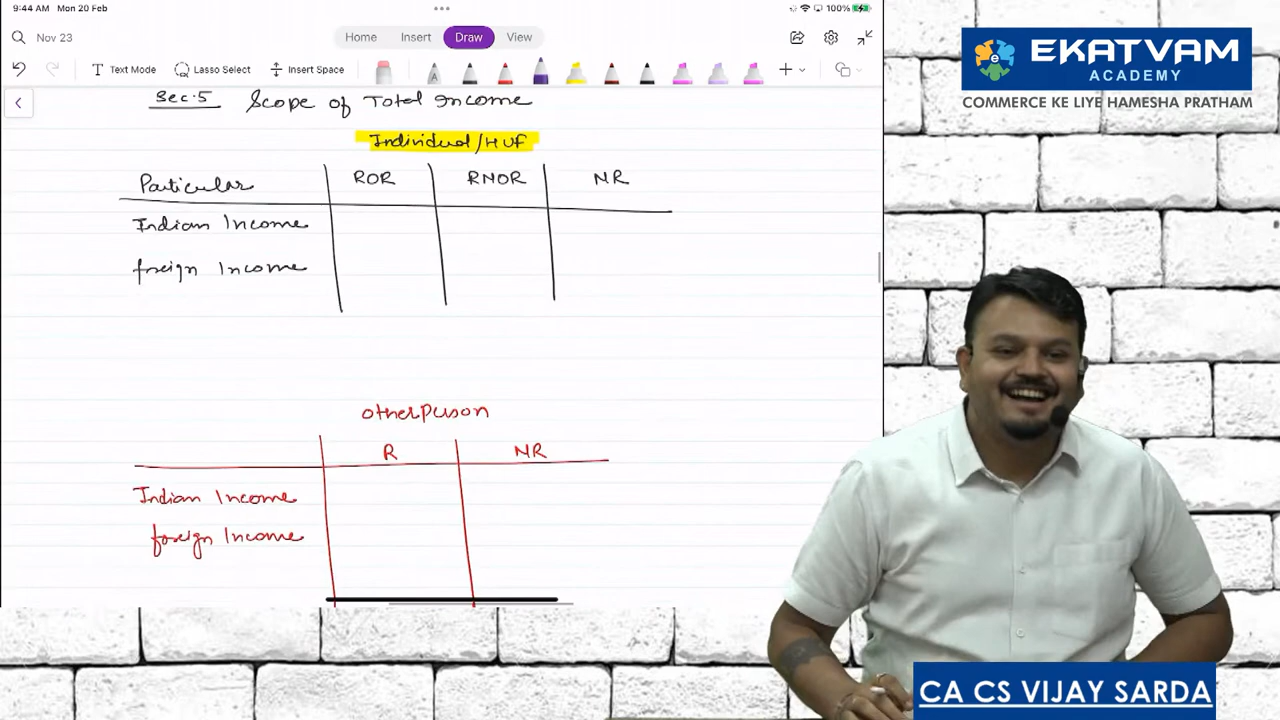 9:44 AM Mon 20 Feb
100%
Nov 23
Home Insert Draw View
Text Mode Lasso Select Insert Space
Sec.5 Scope of Total Income
Individual/HUF
Particular ROR RNOR NR
Indian Income
foreign Income
other Person
R NR
Indian Income
foreign Income
EKATVAM
ACADEMY
COMMERCE KE LIYE HAMESHA PRATHAM
CA CS VIJAY SARDA